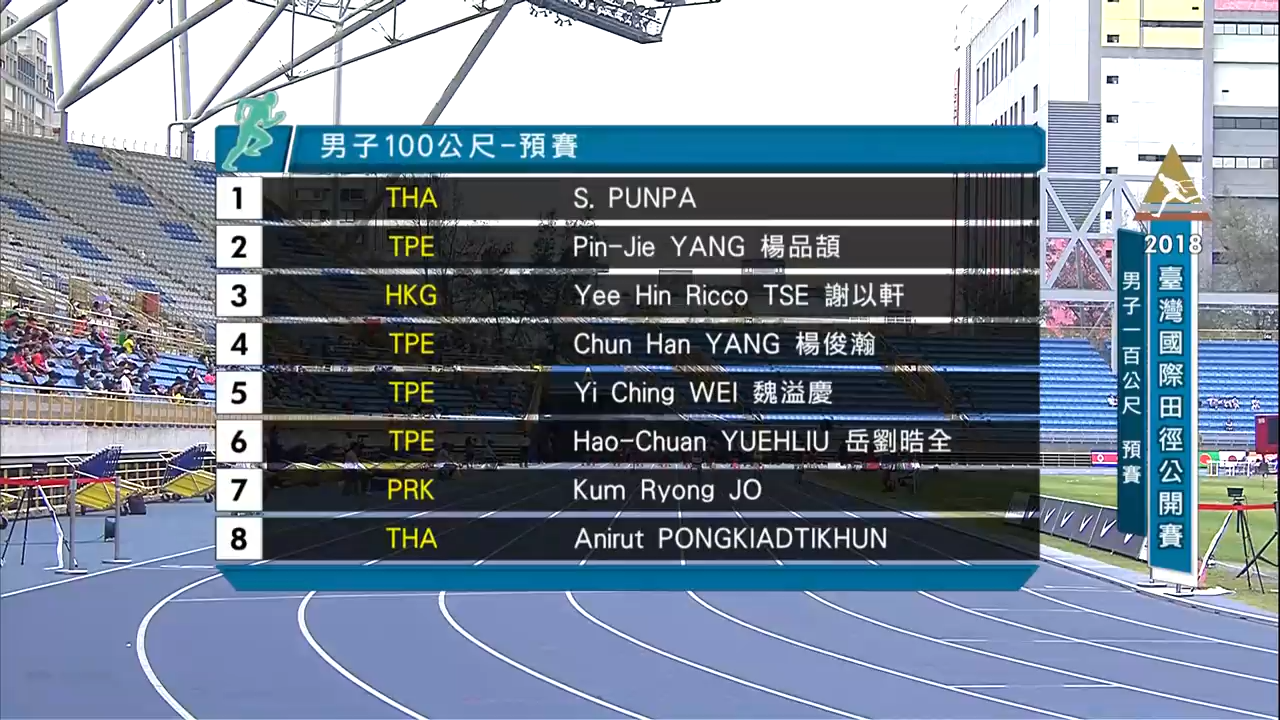 男子100公尺-預賽
1 THA S. PUNPA
2 TPE Pin-Jie YANG 楊品頡
3 HKG Yee Hin Ricco TSE 謝以軒
4 TPE Chun Han YANG 楊俊瀚
5 TPE Yi Ching WEI 魏溢慶
6 TPE Hao-Chuan YUEHLIU 岳劉晧全
7 PRK Kum Ryong JO
8 THA Anirut PONGKIADTIKHUN
2018
臺灣國際田徑公開賽
男子一百公尺 預賽